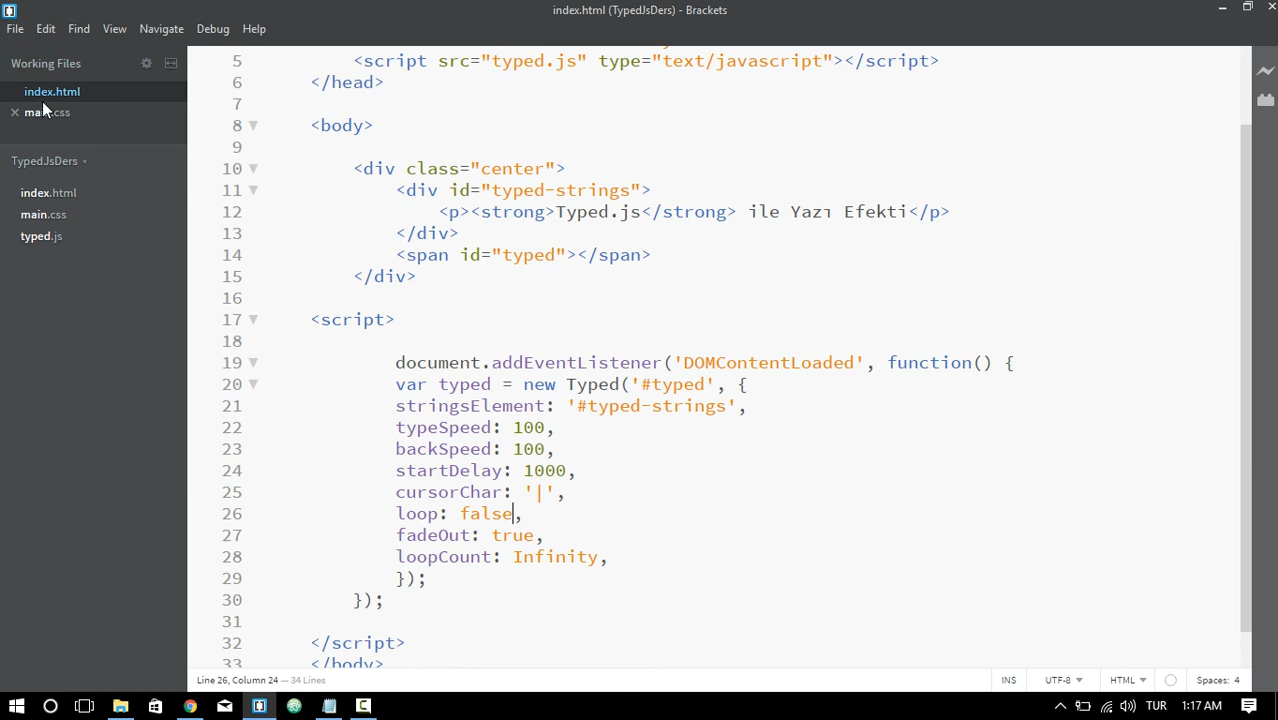 index.html (TypedJsDers) - Brackets
File Edit Find View Navigate Debug Help
Working Files
index.html
main.css
TypedJsDers
index.html
main.css
typed.js
5 <script src="typed.js" type="text/javascript"></script>
6 </head>
7
8 <body>
9
10 <div class="center">
11 <div id="typed-strings">
12 <p><strong>Typed.js</strong> ile Yazı Efekti</p>
13 </div>
14 <span id="typed"></span>
15 </div>
16
17 <script>
18
19 document.addEventListener('DOMContentLoaded', function() {
20 var typed = new Typed('#typed', {
21 stringsElement: '#typed-strings',
22 typeSpeed: 100,
23 backSpeed: 100,
24 startDelay: 1000,
25 cursorChar: '|',
26 loop: false,
27 fadeOut: true,
28 loopCount: Infinity,
29 });
30 });
31
32 </script>
33 </body>
Line 26, Column 24 — 34 Lines INS UTF-8 HTML Spaces: 4
TUR 1:17 AM